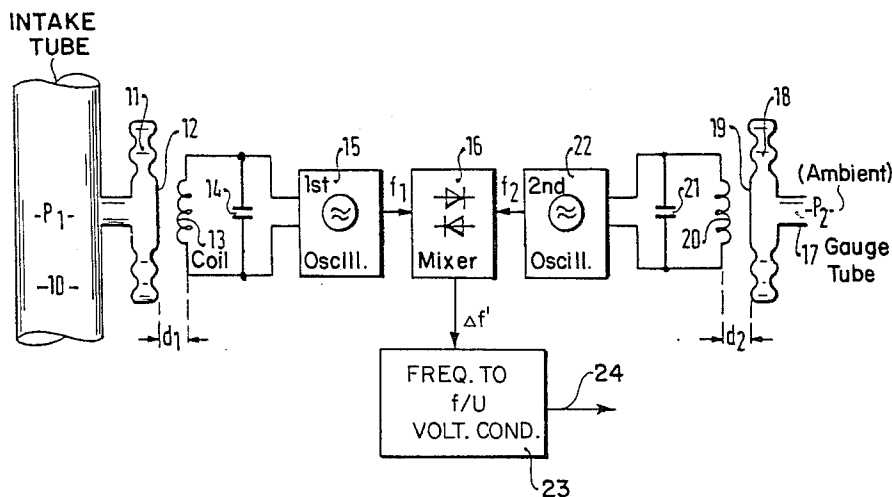 INTAKE
TUBE
11
12
-P1-
-10-
d1
13
Coil
14
15
1st
Oscill.
f1
16
Mixer
f2
22
2nd
Oscill.
21
20
19
18
(Ambient)
-P2-
17 Gauge
Tube
d2
Δf'
FREQ. TO
f/U
VOLT. COND.
24
23